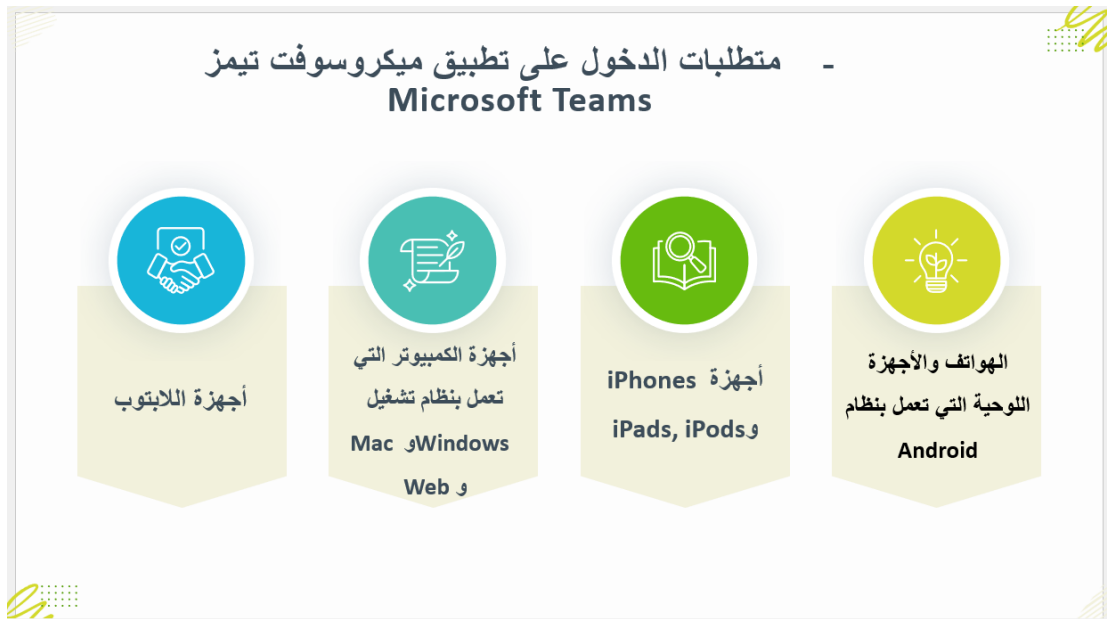 - متطلبات الدخول على تطبيق ميكروسوفت تيمز
Microsoft Teams
الهواتف والأجهزة
اللوحية التي تعمل بنظام
Android
أجهزة iPhones
وiPads, iPods
أجهزة الكمبيوتر التي
تعمل بنظام تشغيل
Windowsو Mac
و Web
أجهزة اللابتوب